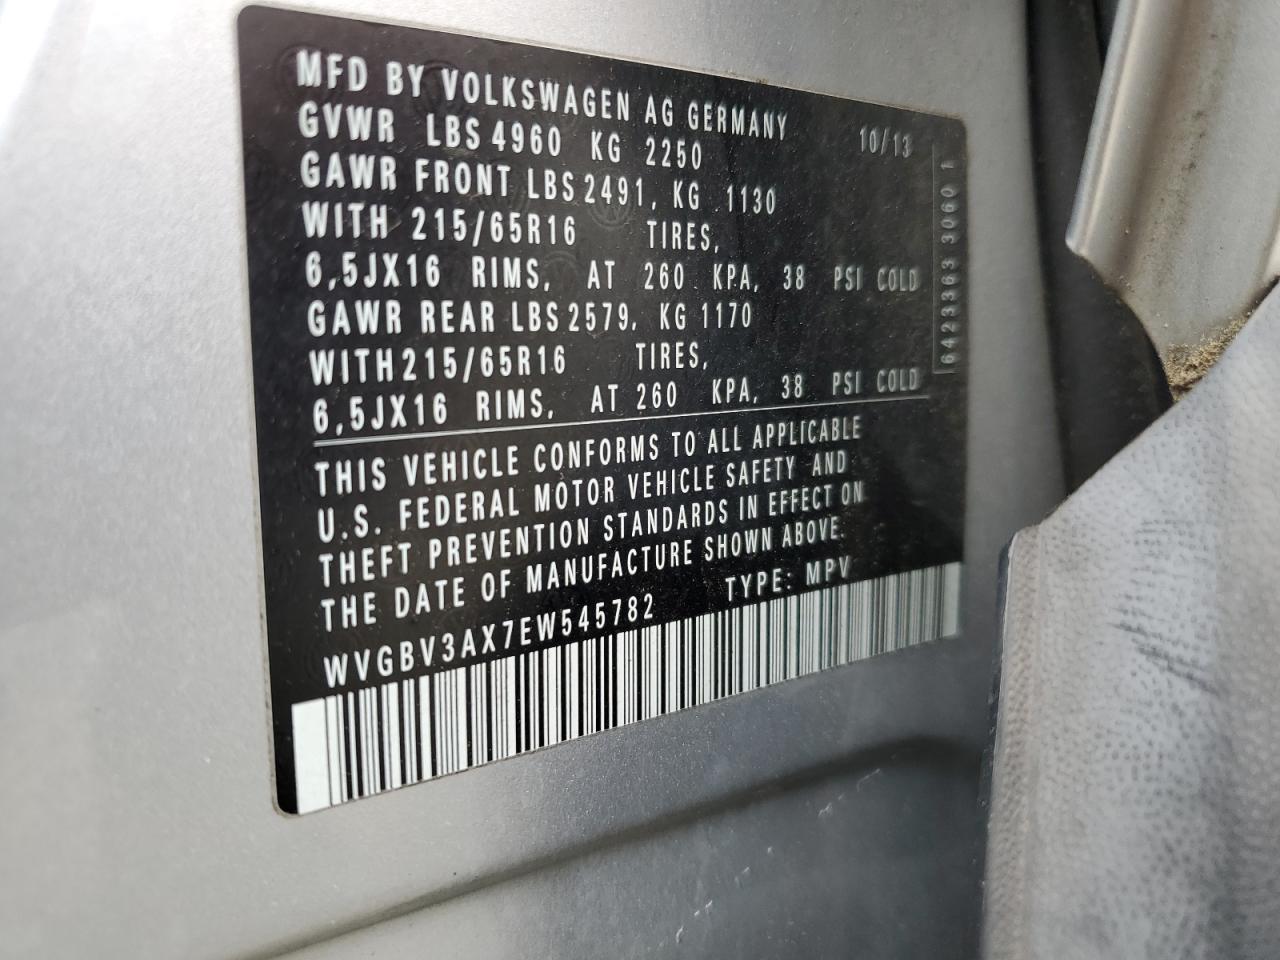 MFD BY VOLKSWAGEN AG GERMANY 10/13
GVWR LBS 4960 KG 2250
GAWR FRONT LBS 2491, KG 1130
WITH 215/65R16 TIRES,
6,5JX16 RIMS, AT 260 KPA, 38 PSI COLD
GAWR REAR LBS 2579, KG 1170
WITH 215/65R16 TIRES,
6,5JX16 RIMS, AT 260 KPA, 38 PSI COLD
THIS VEHICLE CONFORMS TO ALL APPLICABLE
U.S. FEDERAL MOTOR VEHICLE SAFETY AND
THEFT PREVENTION STANDARDS IN EFFECT ON
THE DATE OF MANUFACTURE SHOWN ABOVE.
WVGBV3AX7EW545782 TYPE: MPV
6423363 3060 1